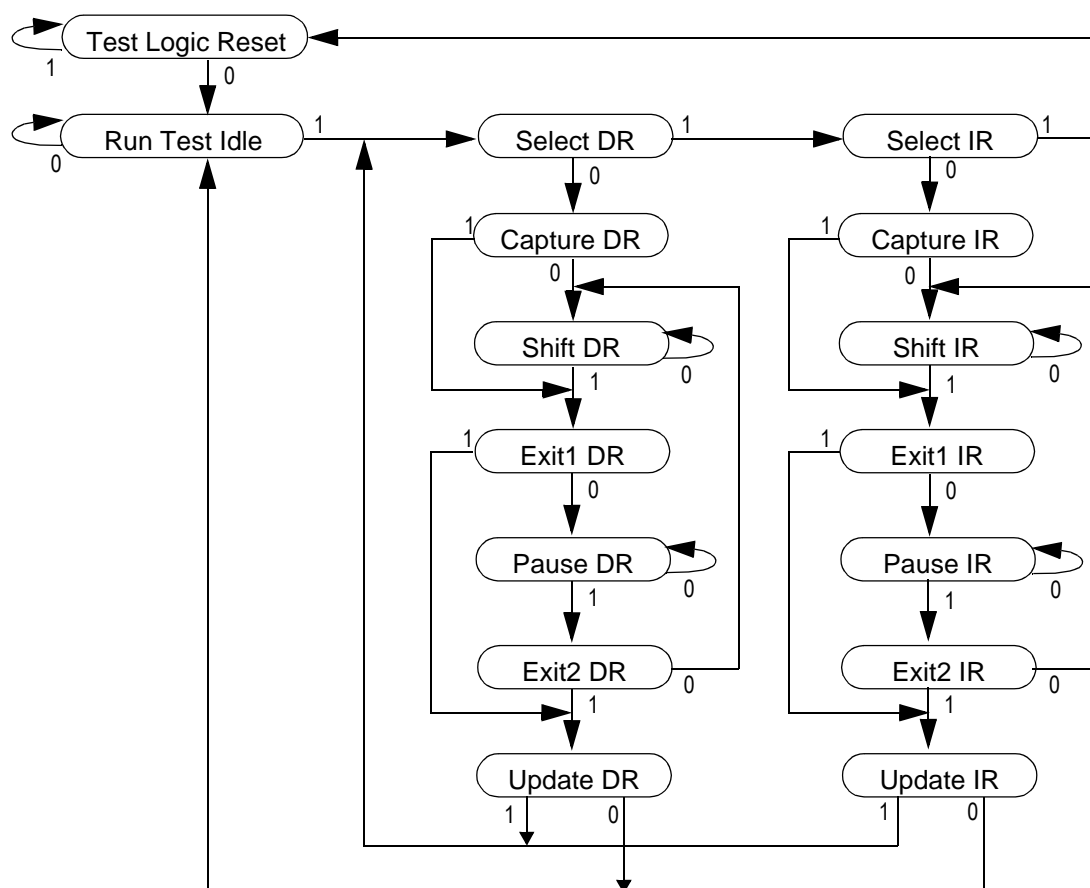 Test Logic Reset
1
0
Run Test Idle
1
0
Select DR
1
0
Select IR
1
0
1
Capture DR
0
1
Capture IR
0
Shift DR
0
1
Shift IR
0
1
1
Exit1 DR
0
1
Exit1 IR
0
Pause DR
0
1
Pause IR
0
1
Exit2 DR
0
1
Exit2 IR
0
1
Update DR
1
0
Update IR
1
0